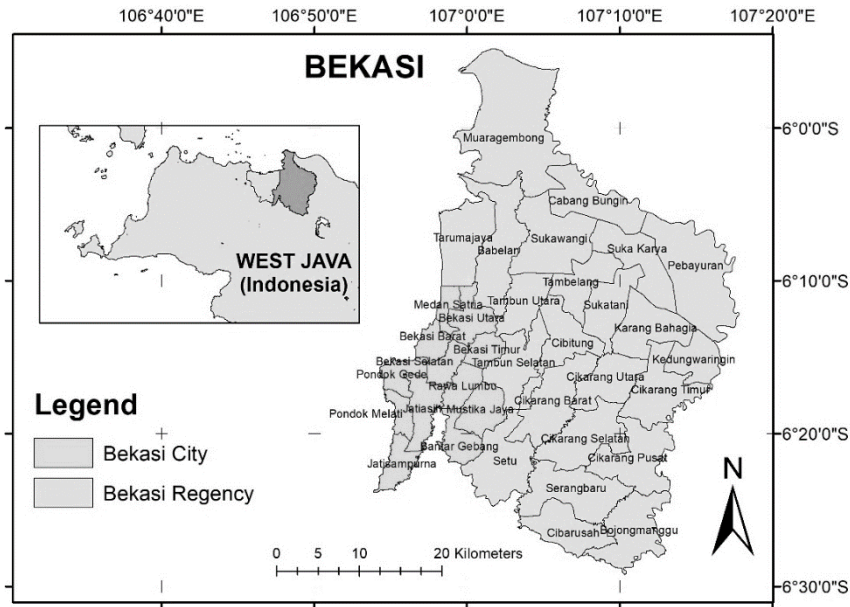 106°40'0"E 106°50'0"E 107°0'0"E 107°10'0"E 107°20'0"E
BEKASI
6°0'0"S
6°10'0"S
6°20'0"S
6°30'0"S
WEST JAVA
(Indonesia)
Muaragembong
Cabang Bungin
Tarumajaya
Babelan
Sukawangi
Suka Karya
Pebayuran
Tambelang
Medan Satria
Tambun Utara
Sukatani
Bekasi Utara
Karang Bahagia
Bekasi Barat
Bekasi Timur
Cibitung
Kedungwaringin
Bekasi Selatan
Tambun Selatan
Pondok Gede
Cikarang Utara
Rawa Lumbu
Cikarang Timur
Cikarang Barat
Pondok Melati
Jatiasih
Mustika Jaya
Cikarang Selatan
Bantar Gebang
Jatisampurna
Setu
Cikarang Pusat
Serangbaru
Cibarusah
Bojongmanggu
Legend
Bekasi City
Bekasi Regency
N
0 5 10 20 Kilometers